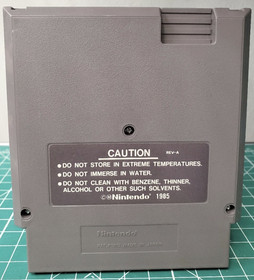 CAUTION REV-A
●DO NOT STORE IN EXTREME TEMPERATURES.
●DO NOT IMMERSE IN WATER.
●DO NOT CLEAN WITH BENZENE, THINNER,
ALCOHOL OR OTHER SUCH SOLVENTS.
©®Nintendo® 1985
Nintendo